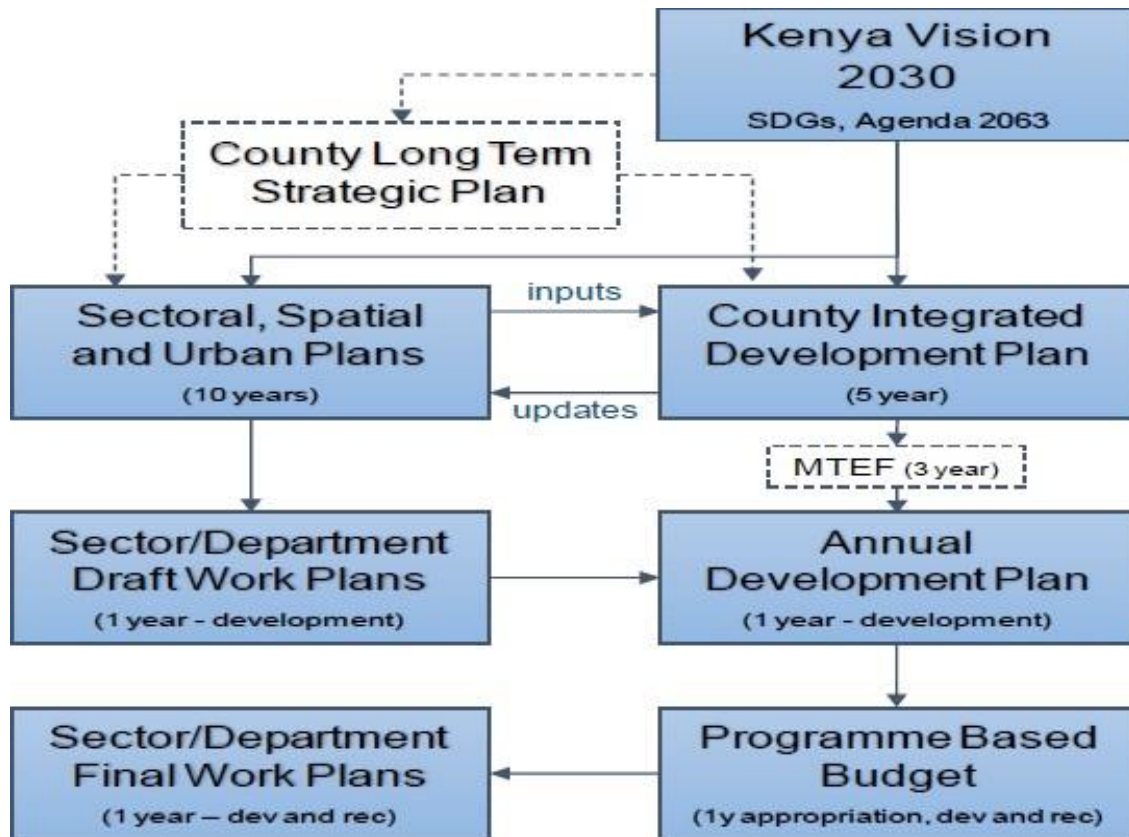 Kenya Vision
2030
SDGs, Agenda 2063
County Long Term
Strategic Plan
Sectoral, Spatial
and Urban Plans
(10 years)
inputs
updates
County Integrated
Development Plan
(5 year)
MTEF (3 year)
Sector/Department
Draft Work Plans
(1 year - development)
Annual
Development Plan
(1 year - development)
Sector/Department
Final Work Plans
(1 year – dev and rec)
Programme Based
Budget
(1y appropriation, dev and rec)